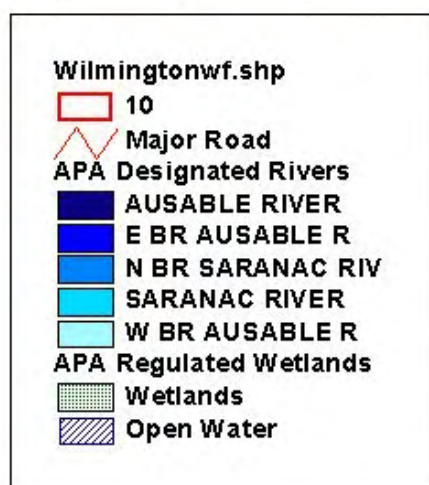 Wilmingtonwf.shp
10
Major Road
APA Designated Rivers
AUSABLE RIVER
E BR AUSABLE R
N BR SARANAC RIV
SARANAC RIVER
W BR AUSABLE R
APA Regulated Wetlands
Wetlands
Open Water